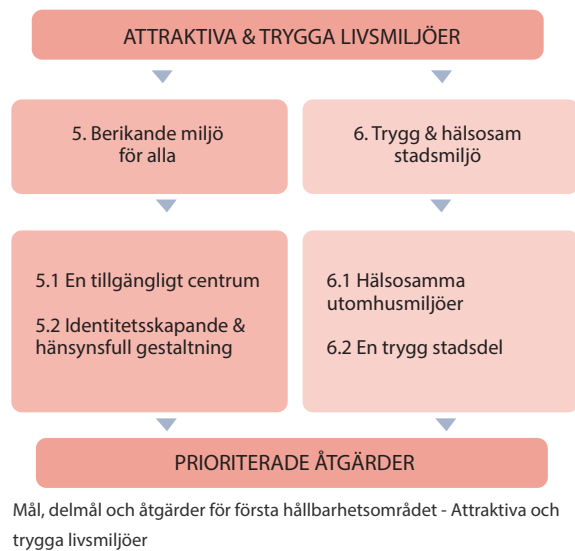 ATTRAKTIVA & TRYGGA LIVSMILJÖER
5. Berikande miljö
för alla
6. Trygg & hälsosam
stadsmiljö
5.1 En tillgängligt centrum
5.2 Identitetsskapande &
hänsynsfull gestaltning
6.1 Hälsosamma
utomhusmiljöer
6.2 En trygg stadsdel
PRIORITERADE ÅTGÄRDER
Mål, delmål och åtgärder för första hållbarhetsområdet - Attraktiva och
trygga livsmiljöer